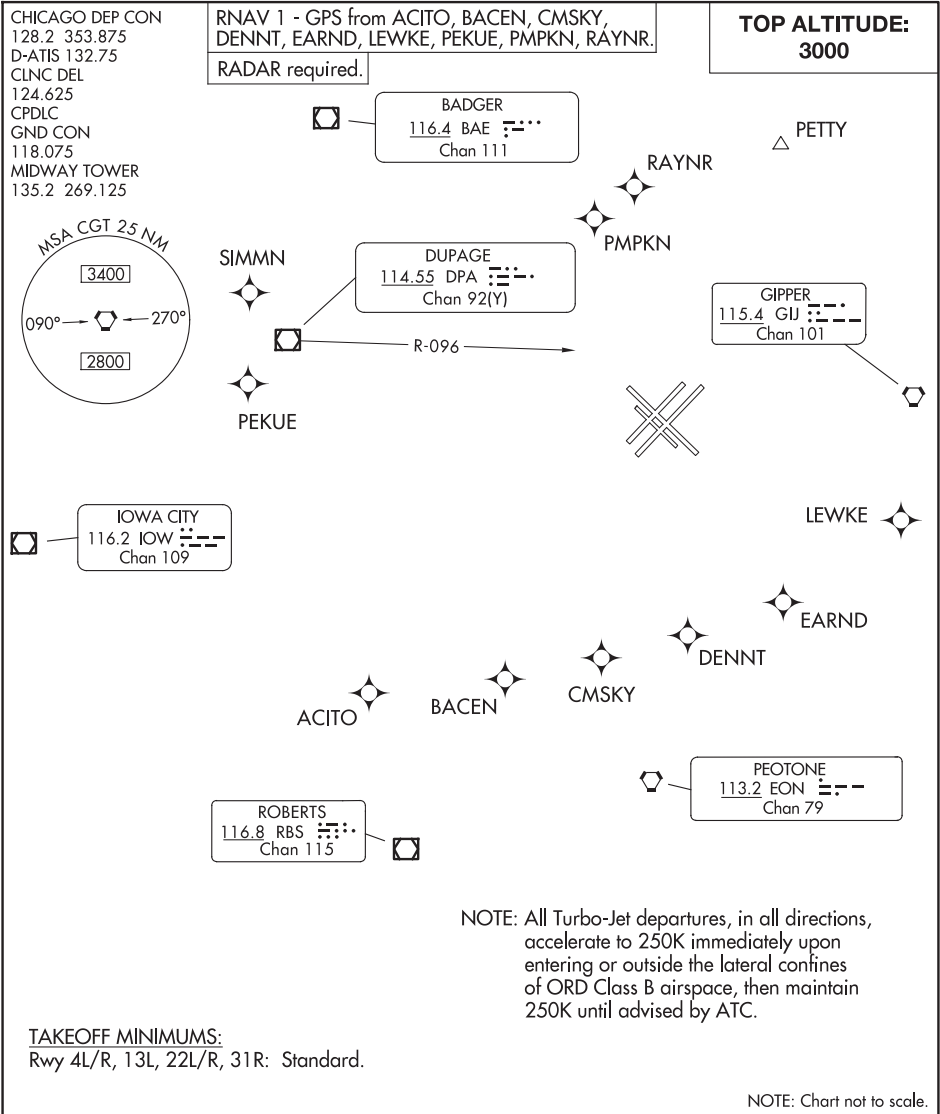 CHICAGO DEP CON
128.2 353.875
D-ATIS 132.75
CLNC DEL
124.625
CPDLC
GND CON
118.075
MIDWAY TOWER
135.2 269.125
RNAV 1 - GPS from ACITO, BACEN, CMSKY,
DENNT, EARND, LEWKE, PEKUE, PMPKN, RAYNR.
RADAR required.
TOP ALTITUDE:
3000
BADGER
116.4 BAE
Chan 111
PETTY
RAYNR
PMPKN
MSA CGT 25 NM
3400
090°
270°
2800
SIMMN
DUPAGE
114.55 DPA
Chan 92(Y)
R-096
GIPPER
115.4 GIJ
Chan 101
PEKUE
IOWA CITY
116.2 IOW
Chan 109
LEWKE
EARND
DENNT
CMSKY
BACEN
ACITO
PEOTONE
113.2 EON
Chan 79
ROBERTS
116.8 RBS
Chan 115
NOTE: All Turbo-Jet departures, in all directions,
accelerate to 250K immediately upon
entering or outside the lateral confines
of ORD Class B airspace, then maintain
250K until advised by ATC.
TAKEOFF MINIMUMS:
Rwy 4L/R, 13L, 22L/R, 31R: Standard.
NOTE: Chart not to scale.